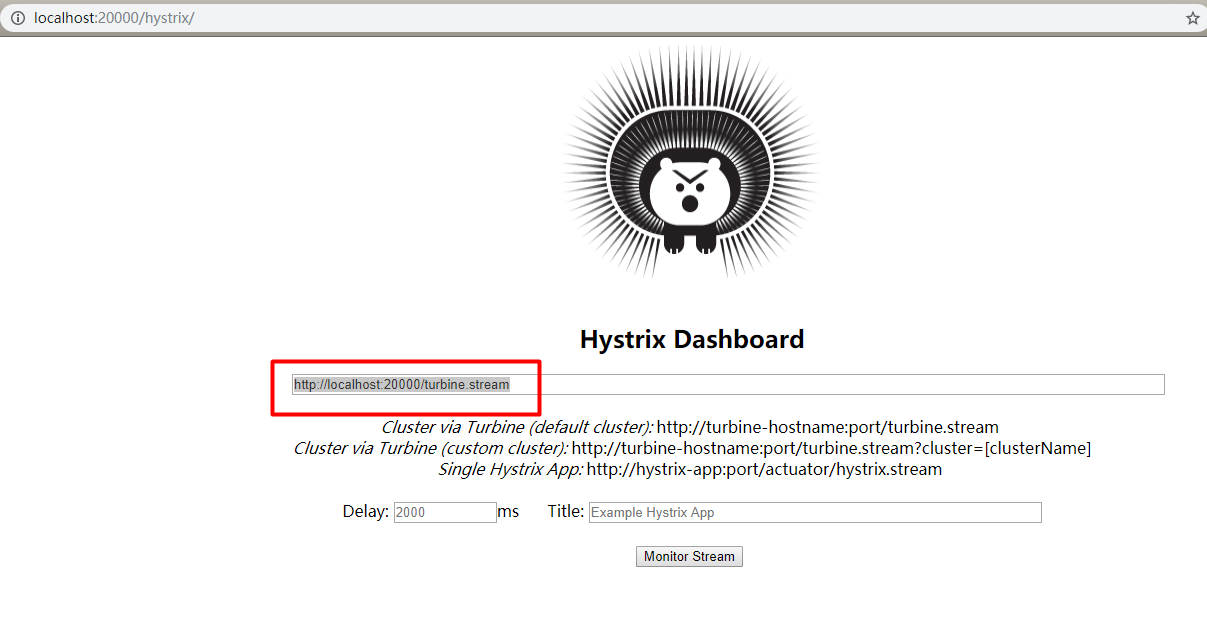 localhost:20000/hystrix/
Hystrix Dashboard
http://localhost:20000/turbine.stream
Cluster via Turbine (default cluster): http://turbine-hostname:port/turbine.stream
Cluster via Turbine (custom cluster): http://turbine-hostname:port/turbine.stream?cluster=[clusterName]
Single Hystrix App: http://hystrix-app:port/actuator/hystrix.stream
Delay: 2000 ms Title: Example Hystrix App
Monitor Stream